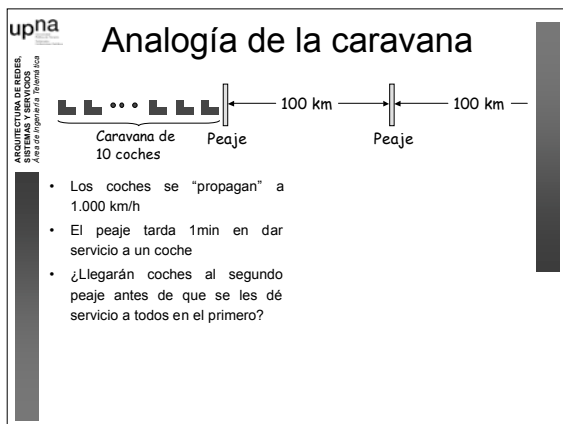 upna
Analogía de la caravana
ARQUITECTURA DE REDES,
SISTEMAS Y SERVICIOS
Área de Ingeniería Telemática
100 km
100 km
Caravana de
10 coches
Peaje
Peaje
• Los coches se “propagan” a
1.000 km/h
• El peaje tarda 1min en dar
servicio a un coche
• ¿Llegarán coches al segundo
peaje antes de que se les dé
servicio a todos en el primero?